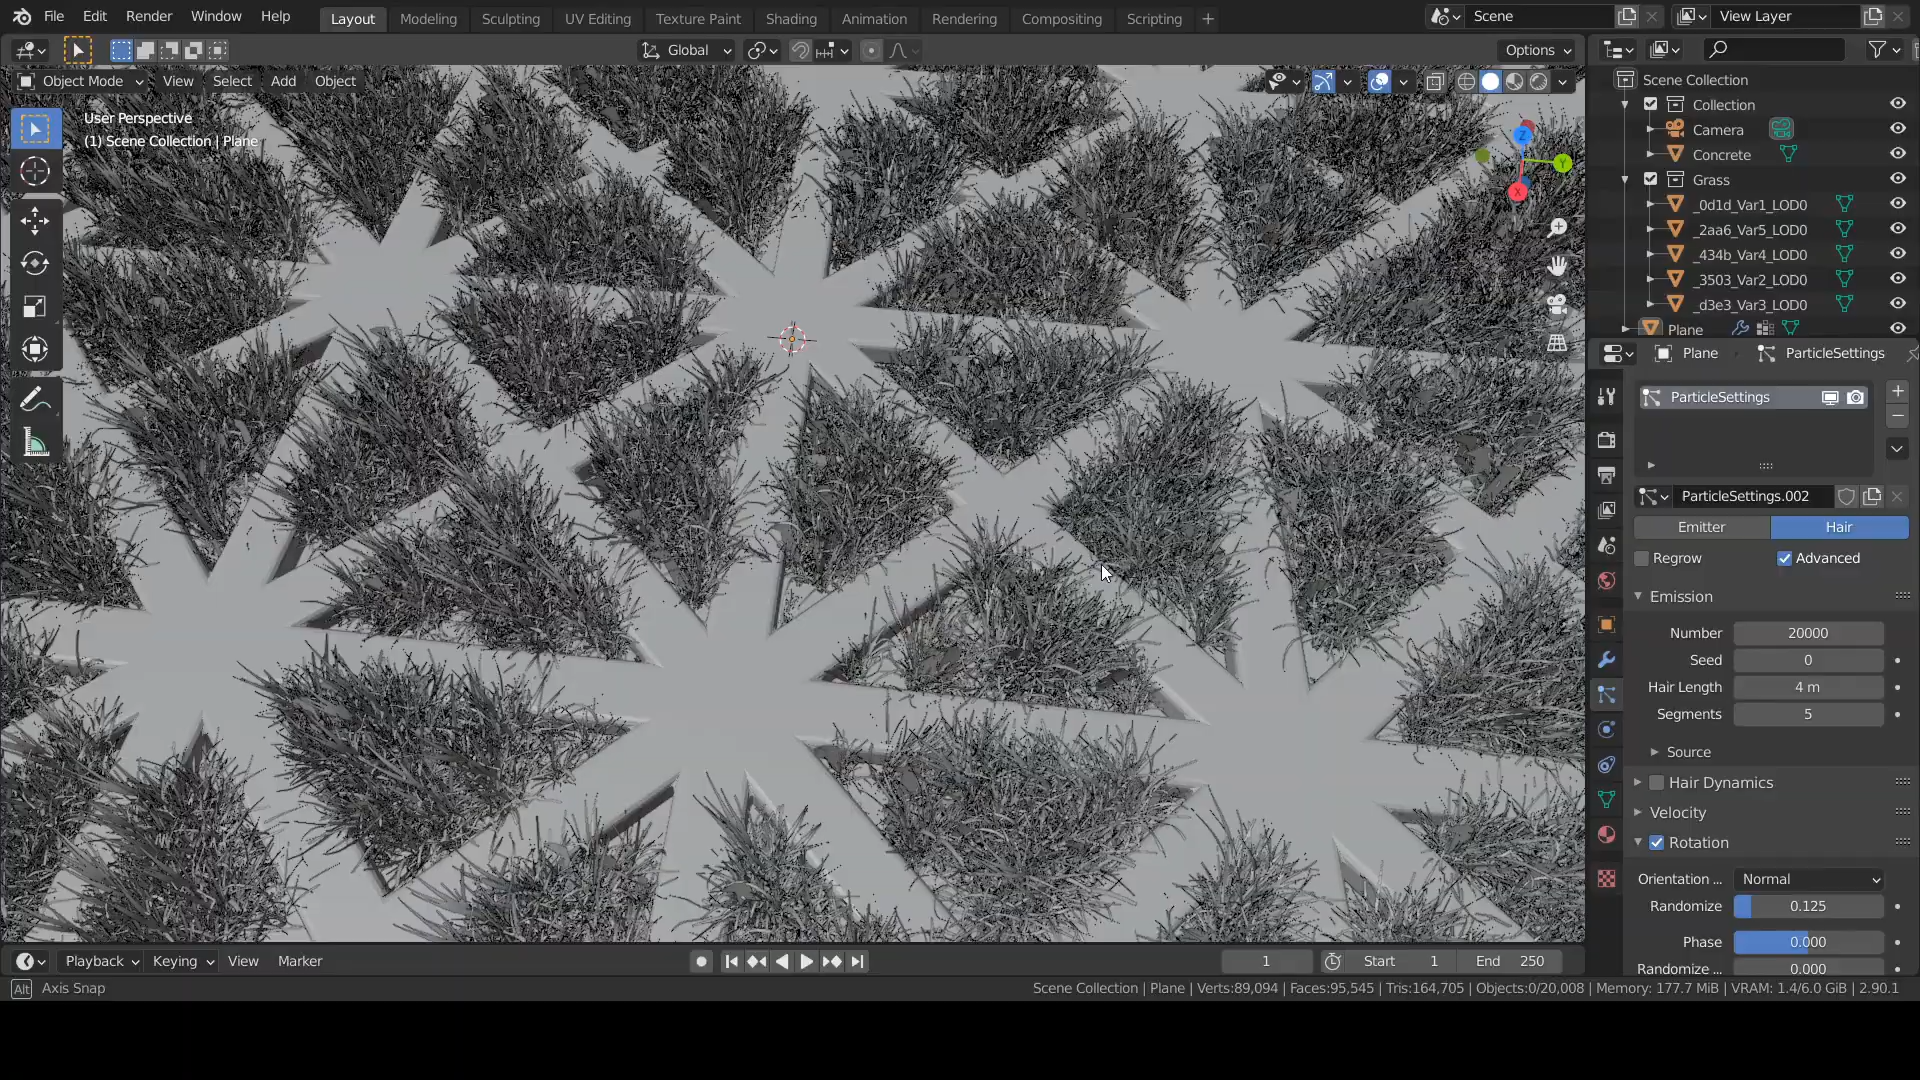 File Edit Render Window Help Layout Modeling Sculpting UV Editing Texture Paint Shading Animation Rendering Compositing Scripting + Scene View Layer
Global Options
Object Mode View Select Add Object
User Perspective
(1) Scene Collection | Plane
Z
Y
X
Scene Collection
Collection
Camera
Concrete
Grass
_0d1d_Var1_LOD0
_2aa6_Var5_LOD0
_434b_Var4_LOD0
_3503_Var2_LOD0
_d3e3_Var3_LOD0
Plane
Plane ParticleSettings
ParticleSettings
ParticleSettings.002
Emitter Hair
Regrow Advanced
Emission
Number 20000
Seed 0
Hair Length 4 m
Segments 5
Source
Hair Dynamics
Velocity
Rotation
Orientation ... Normal
Randomize 0.125
Phase 0.000
Randomize ... 0.000
Playback Keying View Marker 1 Start 1 End 250
Alt Axis Snap Scene Collection | Plane | Verts:89,094 | Faces:95,545 | Tris:164,705 | Objects:0/20,008 | Memory: 177.7 MiB | VRAM: 1.4/6.0 GiB | 2.90.1